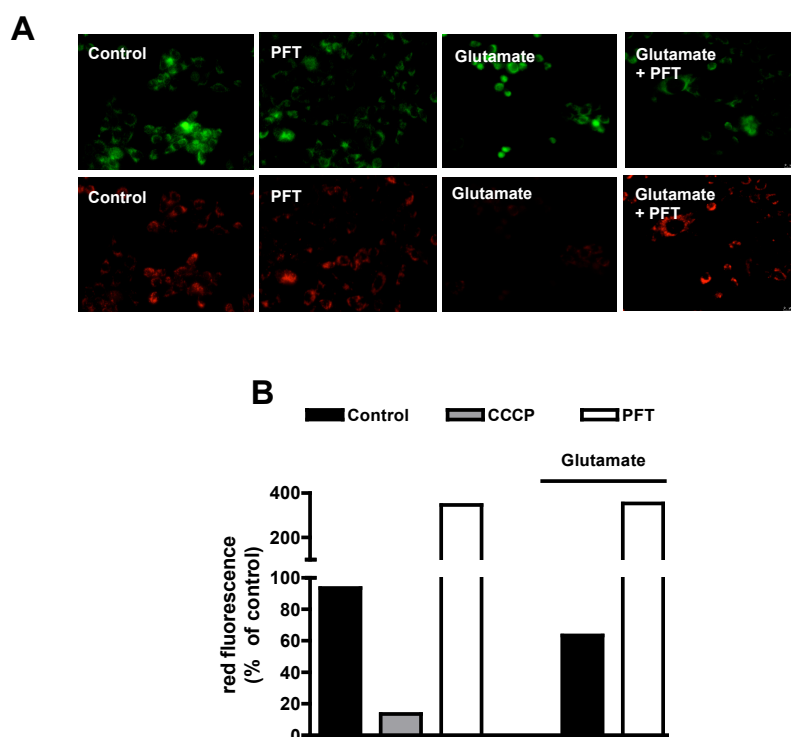 A
Control
PFT
Glutamate
Glutamate
+ PFT
Control
PFT
Glutamate
Glutamate
+ PFT
B
Control
CCCP
PFT
Glutamate
red fluorescence
(% of control)
400
200
100
80
60
40
20
0